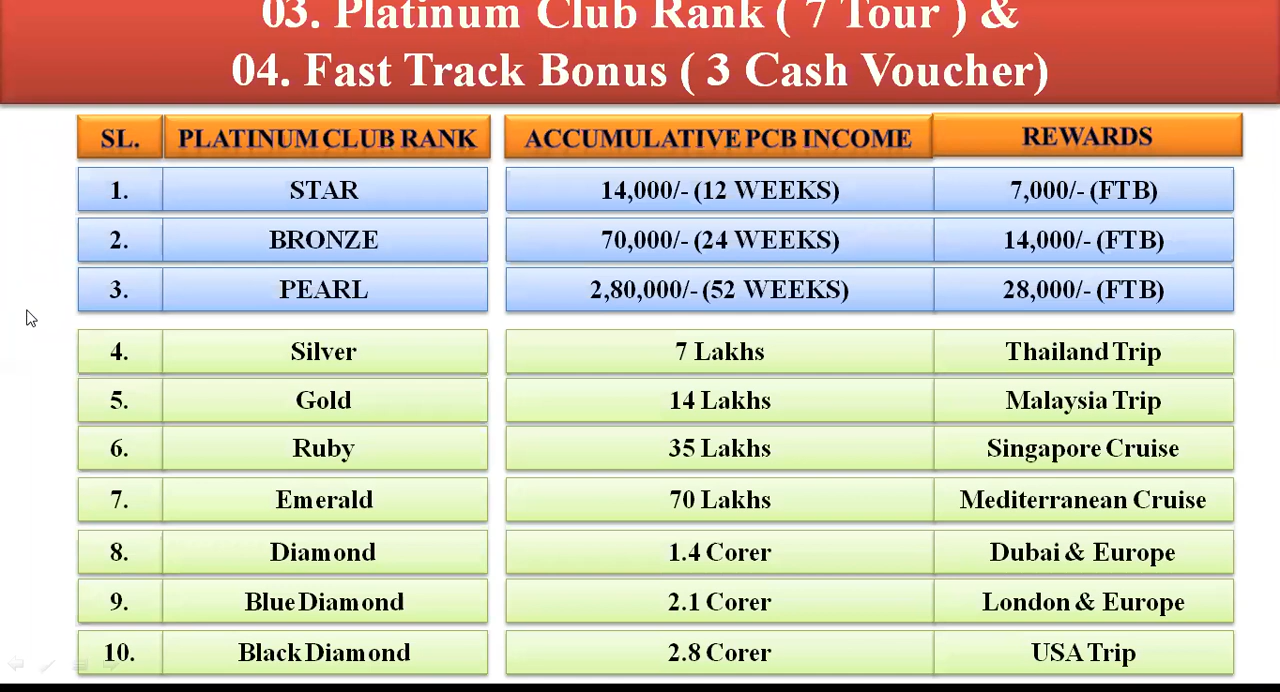 03. Platinum Club Rank ( 7 Tour ) &
04. Fast Track Bonus ( 3 Cash Voucher)
SL. PLATINUM CLUB RANK ACCUMULATIVE PCB INCOME REWARDS
1. STAR 14,000/- (12 WEEKS) 7,000/- (FTB)
2. BRONZE 70,000/- (24 WEEKS) 14,000/- (FTB)
3. PEARL 2,80,000/- (52 WEEKS) 28,000/- (FTB)
4. Silver 7 Lakhs Thailand Trip
5. Gold 14 Lakhs Malaysia Trip
6. Ruby 35 Lakhs Singapore Cruise
7. Emerald 70 Lakhs Mediterranean Cruise
8. Diamond 1.4 Corer Dubai & Europe
9. Blue Diamond 2.1 Corer London & Europe
10. Black Diamond 2.8 Corer USA Trip